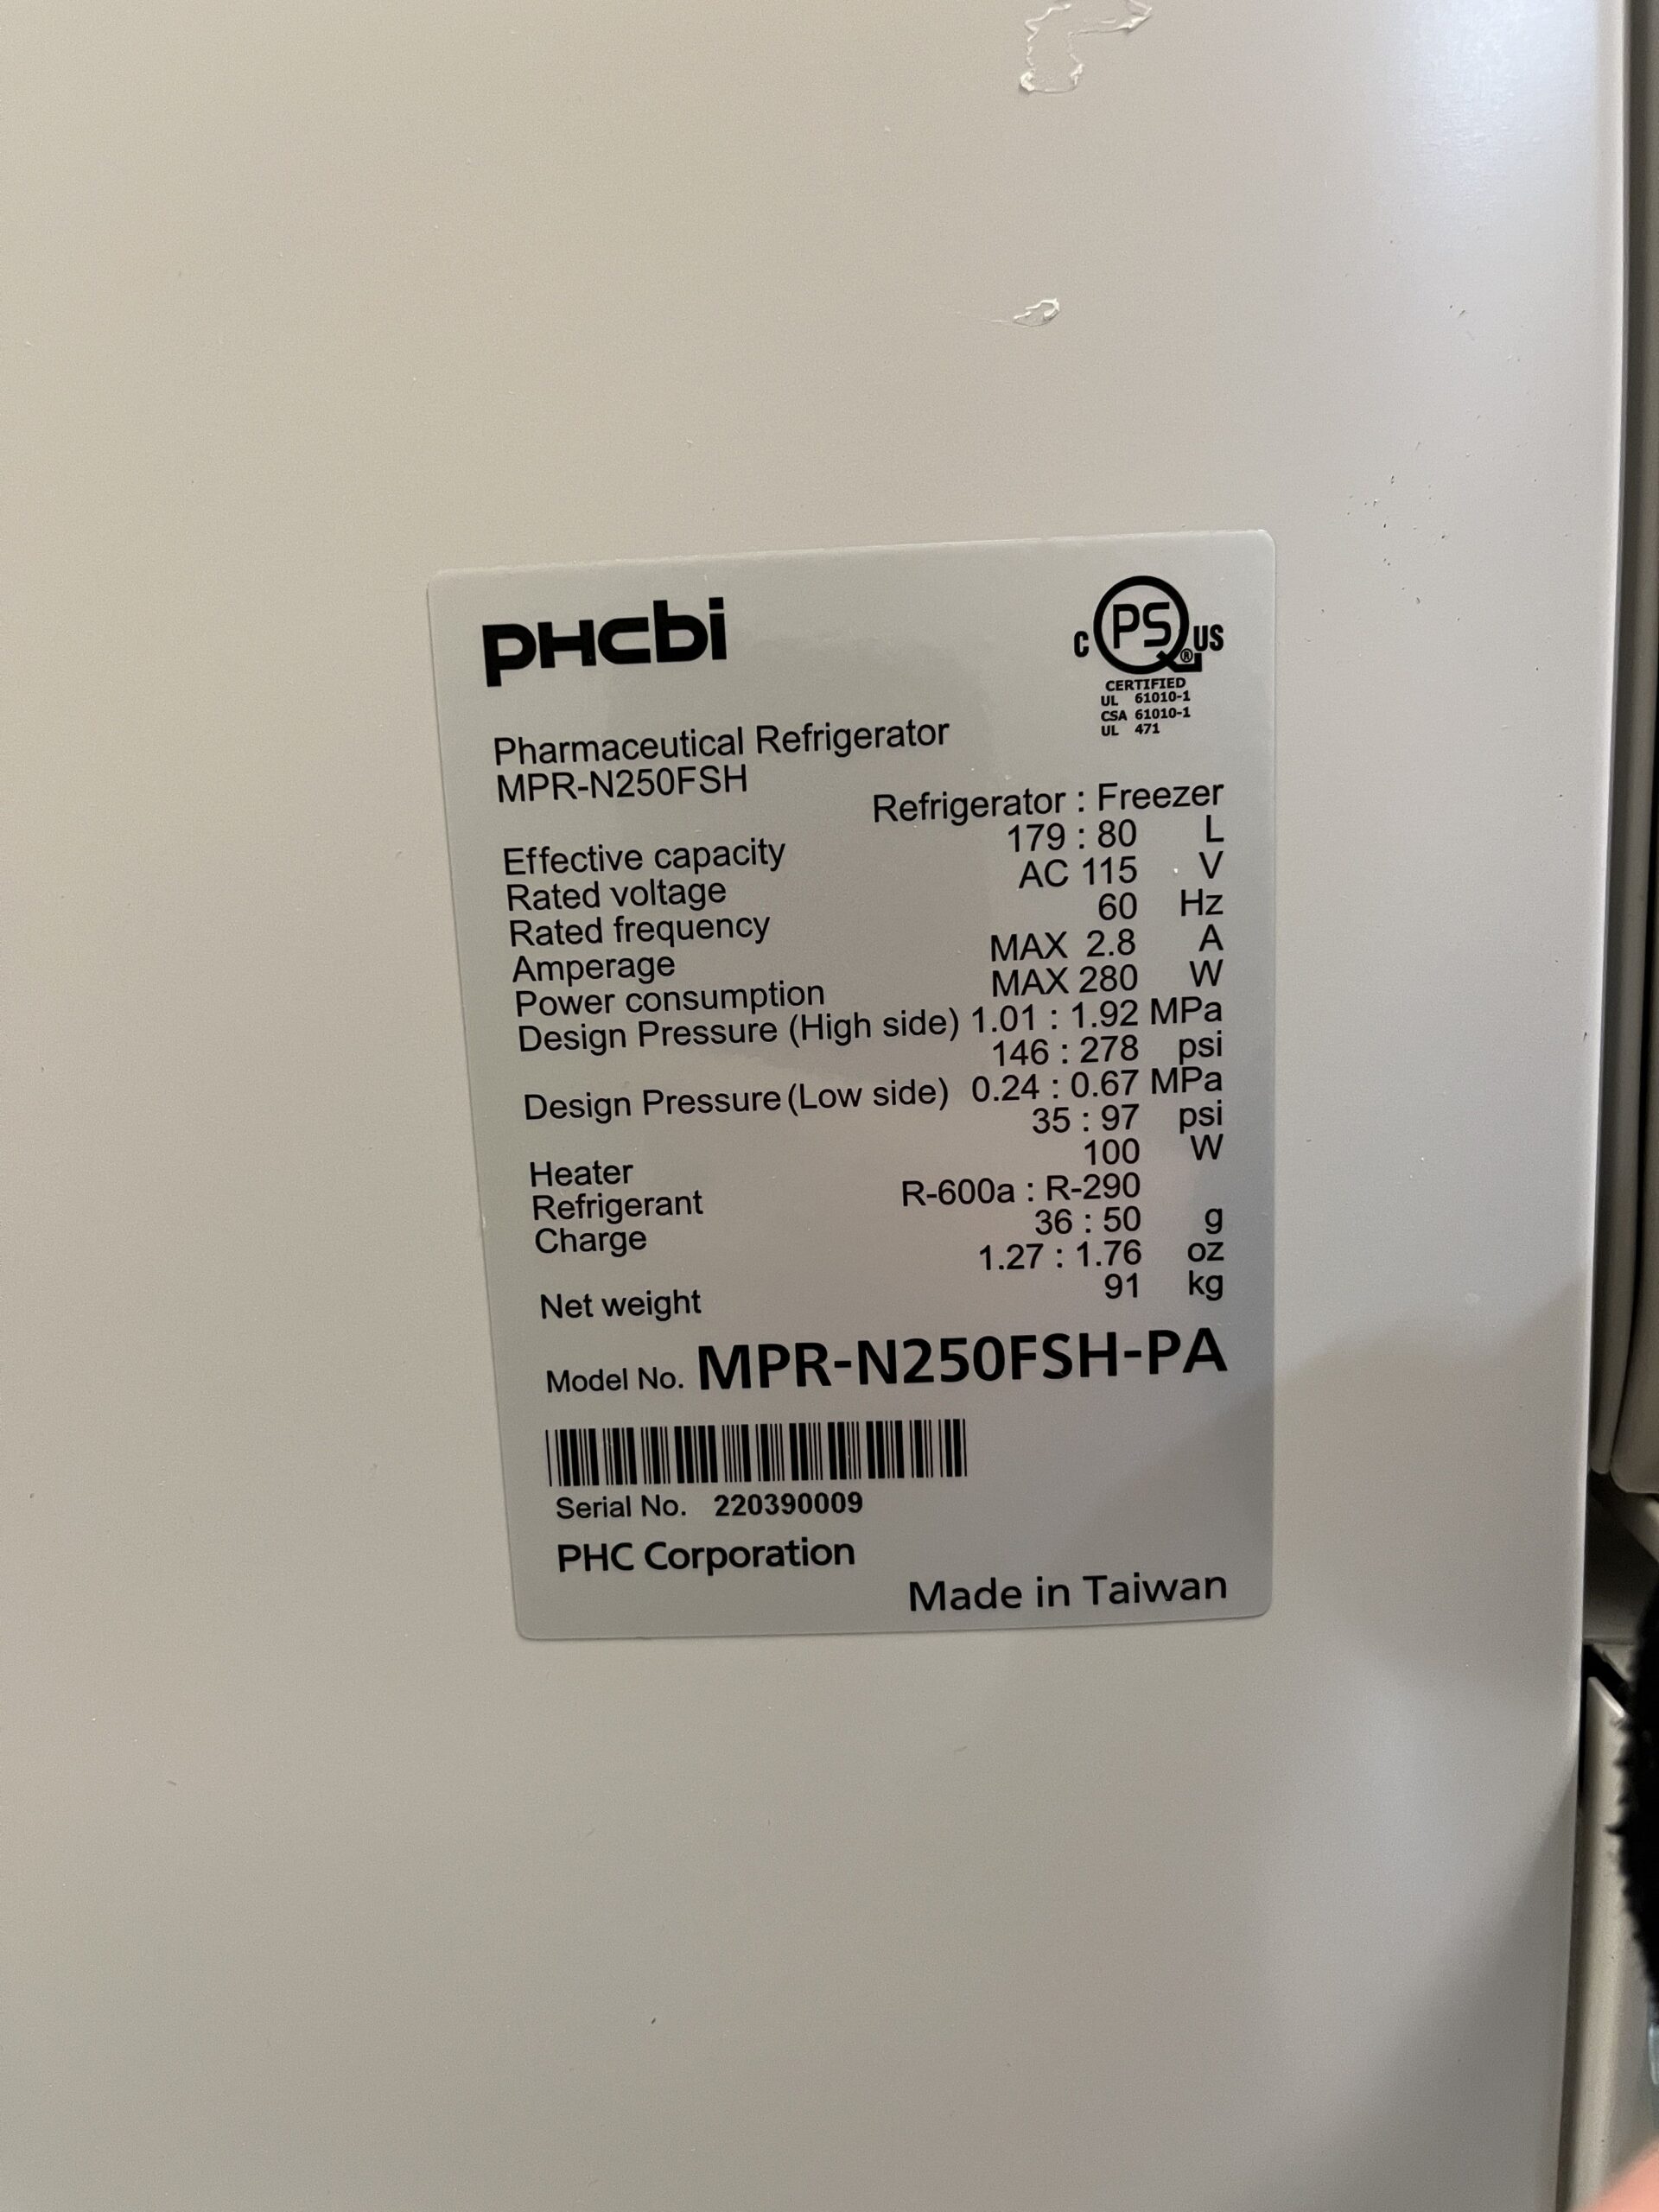 PHCbi
C PS® US
CERTIFIED
UL 61010-1
CSA 61010-1
UL 471
Pharmaceutical Refrigerator
MPR-N250FSH
Refrigerator : Freezer
Effective capacity 179 : 80 L
Rated voltage AC 115 V
Rated frequency 60 Hz
Amperage MAX 2.8 A
Power consumption MAX 280 W
Design Pressure (High side) 1.01 : 1.92 MPa
146 : 278 psi
Design Pressure (Low side) 0.24 : 0.67 MPa
35 : 97 psi
Heater 100 W
Refrigerant R-600a : R-290
Charge 36 : 50 g
1.27 : 1.76 oz
Net weight 91 kg
Model No. MPR-N250FSH-PA
Serial No. 220390009
PHC Corporation
Made in Taiwan